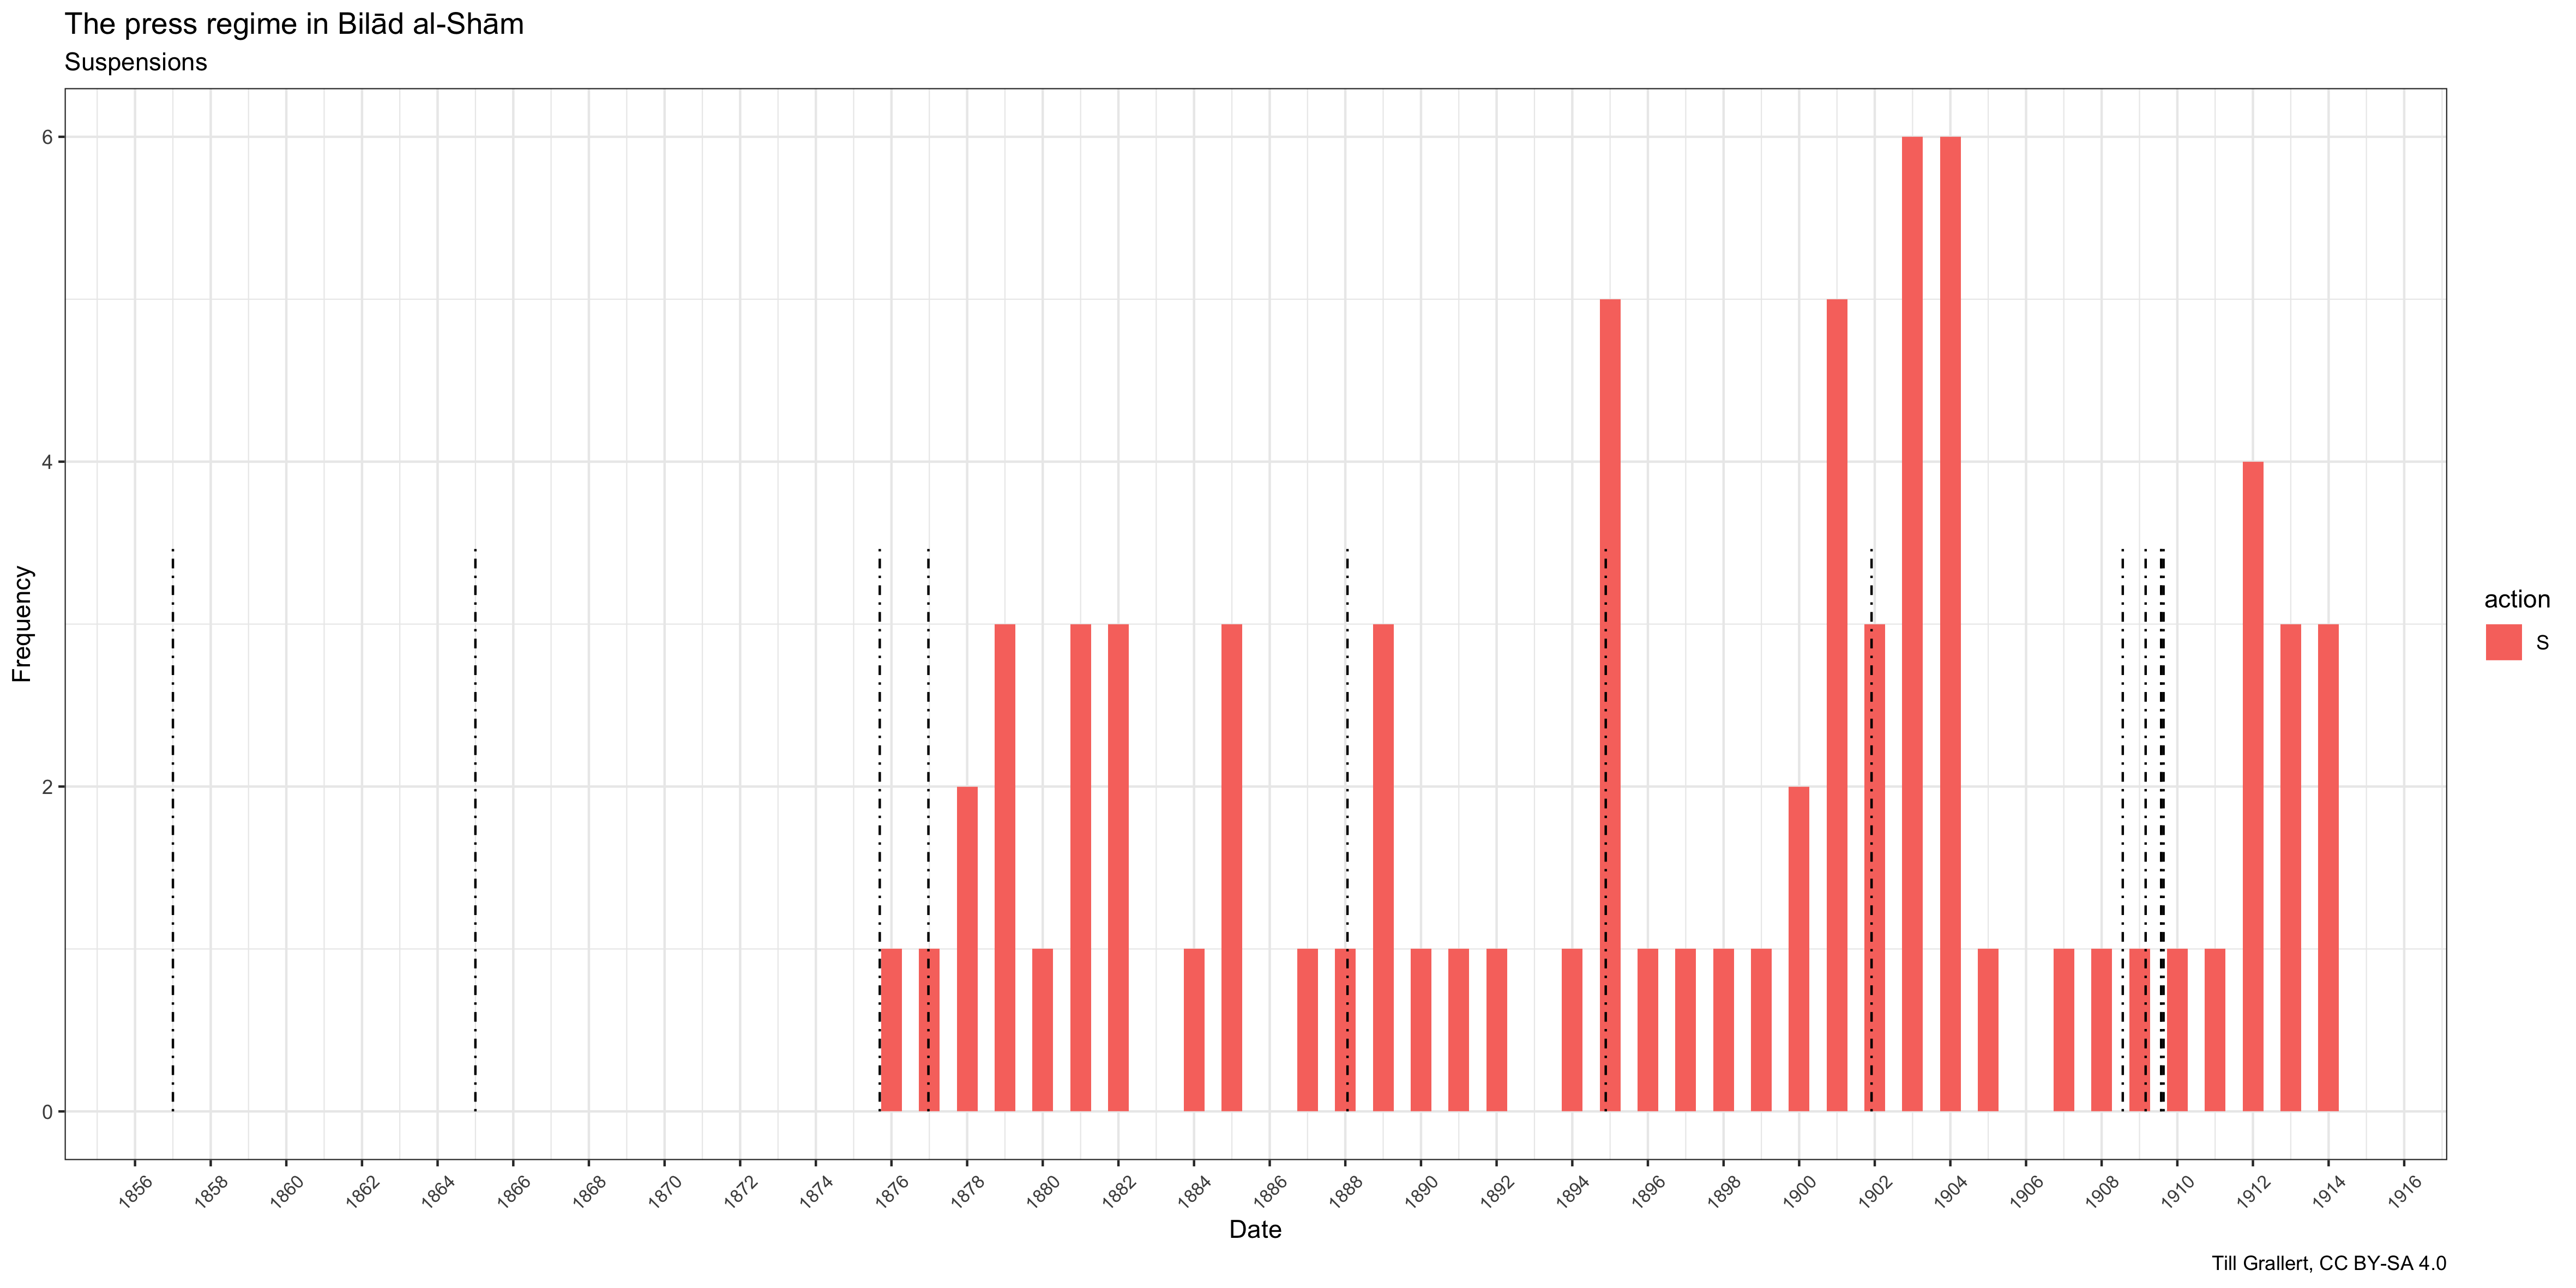 The press regime in Bilād al-Shām
Suspensions
Frequency
6
4
2
0
action
S
1856 1858 1860 1862 1864 1866 1868 1870 1872 1874 1876 1878 1880 1882 1884 1886 1888 1890 1892 1894 1896 1898 1900 1902 1904 1906 1908 1910 1912 1914 1916
Date
Till Grallert, CC BY-SA 4.0